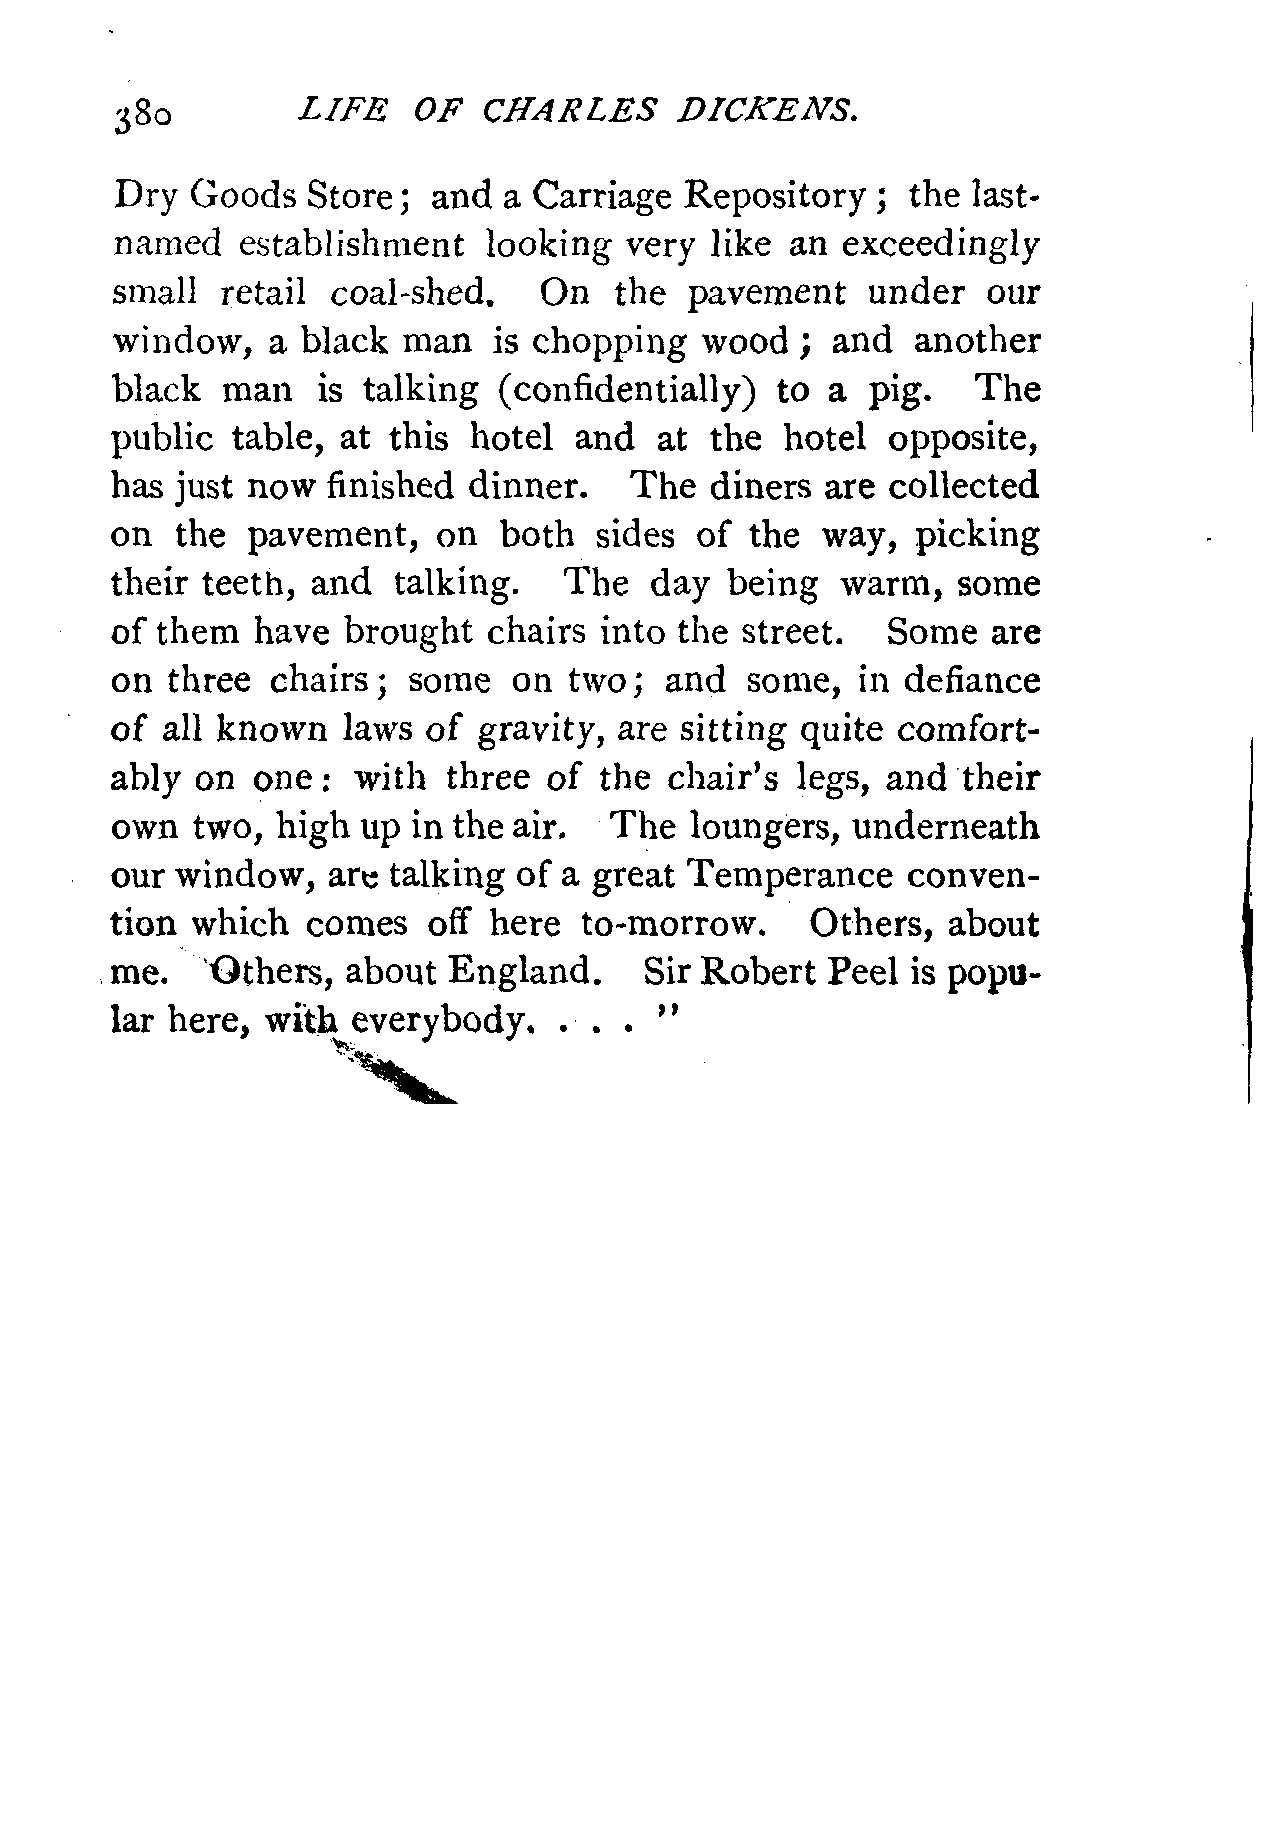 380 LIFE OF CHARLES DICKENS.
Dry Goods Store; and a Carriage Repository; the last-
named establishment looking very like an exceedingly
small retail coal-shed. On the pavement under our
window, a black man is chopping wood; and another
black man is talking (confidentially) to a pig. The
public table, at this hotel and at the hotel opposite,
has just now finished dinner. The diners are collected
on the pavement, on both sides of the way, picking
their teeth, and talking. The day being warm, some
of them have brought chairs into the street. Some are
on three chairs; some on two; and some, in defiance
of all known laws of gravity, are sitting quite comfort-
ably on one: with three of the chair's legs, and their
own two, high up in the air. The loungers, underneath
our window, are talking of a great Temperance conven-
tion which comes off here to-morrow. Others, about
me. Others, about England. Sir Robert Peel is popu-
lar here, with everybody. . . . "